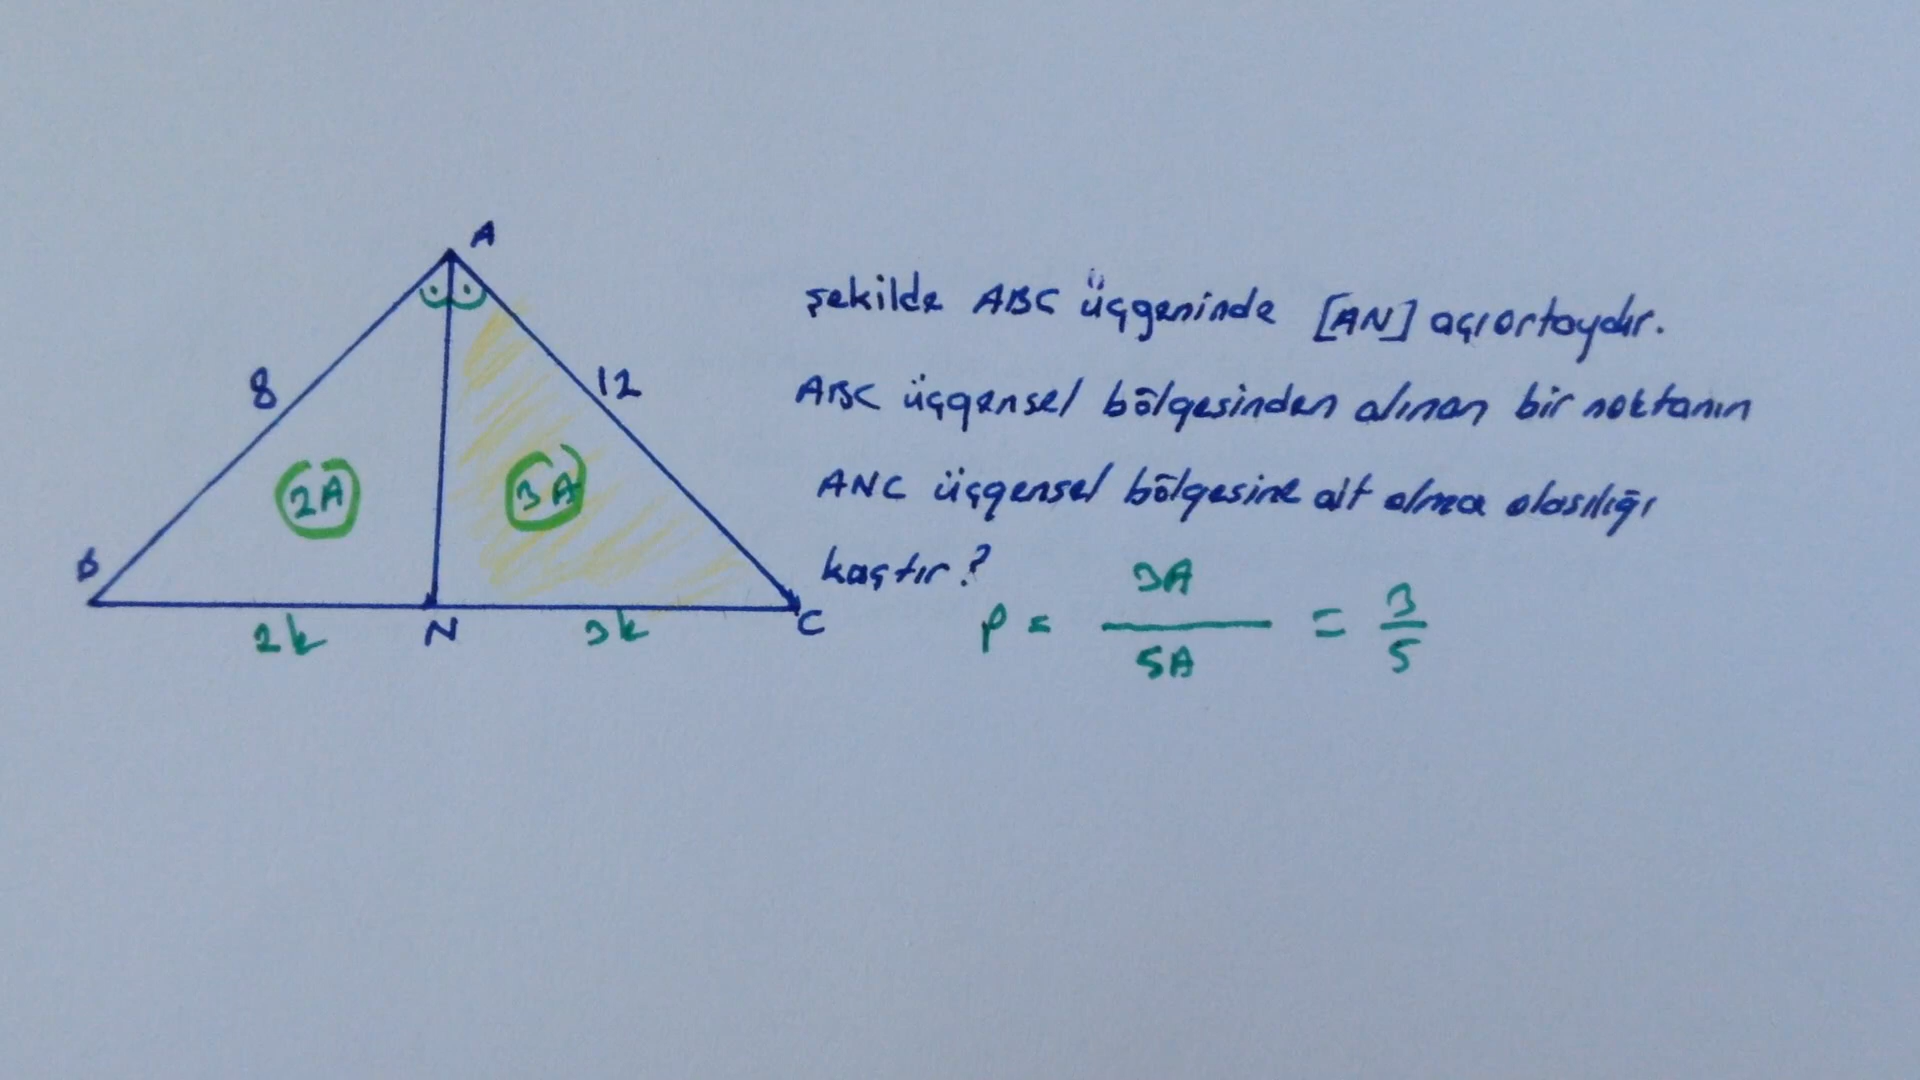 A
8
12
2A
3A
B
2k
N
3k
C
şekilde ABC üçgeninde [AN] açıortaydır.
ABC üçgensel bölgesinden alınan bir noktanın
ANC üçgensel bölgesine ait olma olasılığı
kaçtır?
P = 3A / 5A = 3 / 5